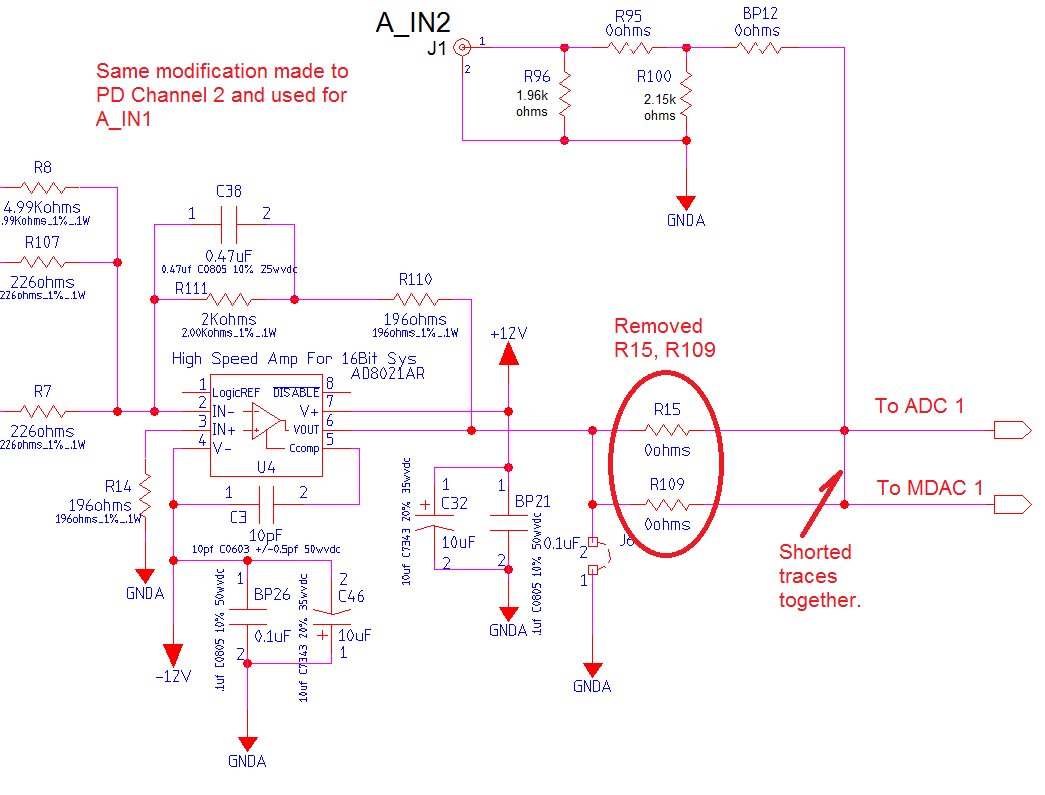 A_IN2
J1
1
2
R95
0ohms
BP12
0ohms
R96
1.96k
ohms
R100
2.15k
ohms
GNDA
Same modification made to
PD Channel 2 and used for
A_IN1
R8
4.99Kohms
.99Kohms_1%_.1W
R107
226ohms
226ohms_1%_.1W
R7
226ohms
226ohms_1%_.1W
C38
1
2
0.47uF
0.47uf C0805 10% 25wvdc
R111
2Kohms
2.00Kohms_1%_.1W
R110
196ohms
196ohms_1%_.1W
High Speed Amp For 16Bit Sys
AD8021AR
1
2
3
4
LogicREF
IN-
IN+
V-
DISABLE
V+
VOUT
Ccomp
8
7
6
5
U4
+12V
R14
196ohms
196ohms_1%_.1W
GNDA
1
2
C3
10pF
10pf C0603 +/-0.5pf 50wvdc
-12V
1
BP26
0.1uF
2
.1uf C0805 10% 50wvdc
2
C46
+
10uF
1
10uf C7343 20% 35wvdc
GNDA
1
+
C32
10uF
2
10uf C7343 20% 35wvdc
1
BP21
0.1uF
2
.1uf C0805 10% 50wvdc
GNDA
Removed
R15, R109
R15
0ohms
R109
0ohms
2
1
GNDA
To ADC 1
To MDAC 1
Shorted
traces
together.